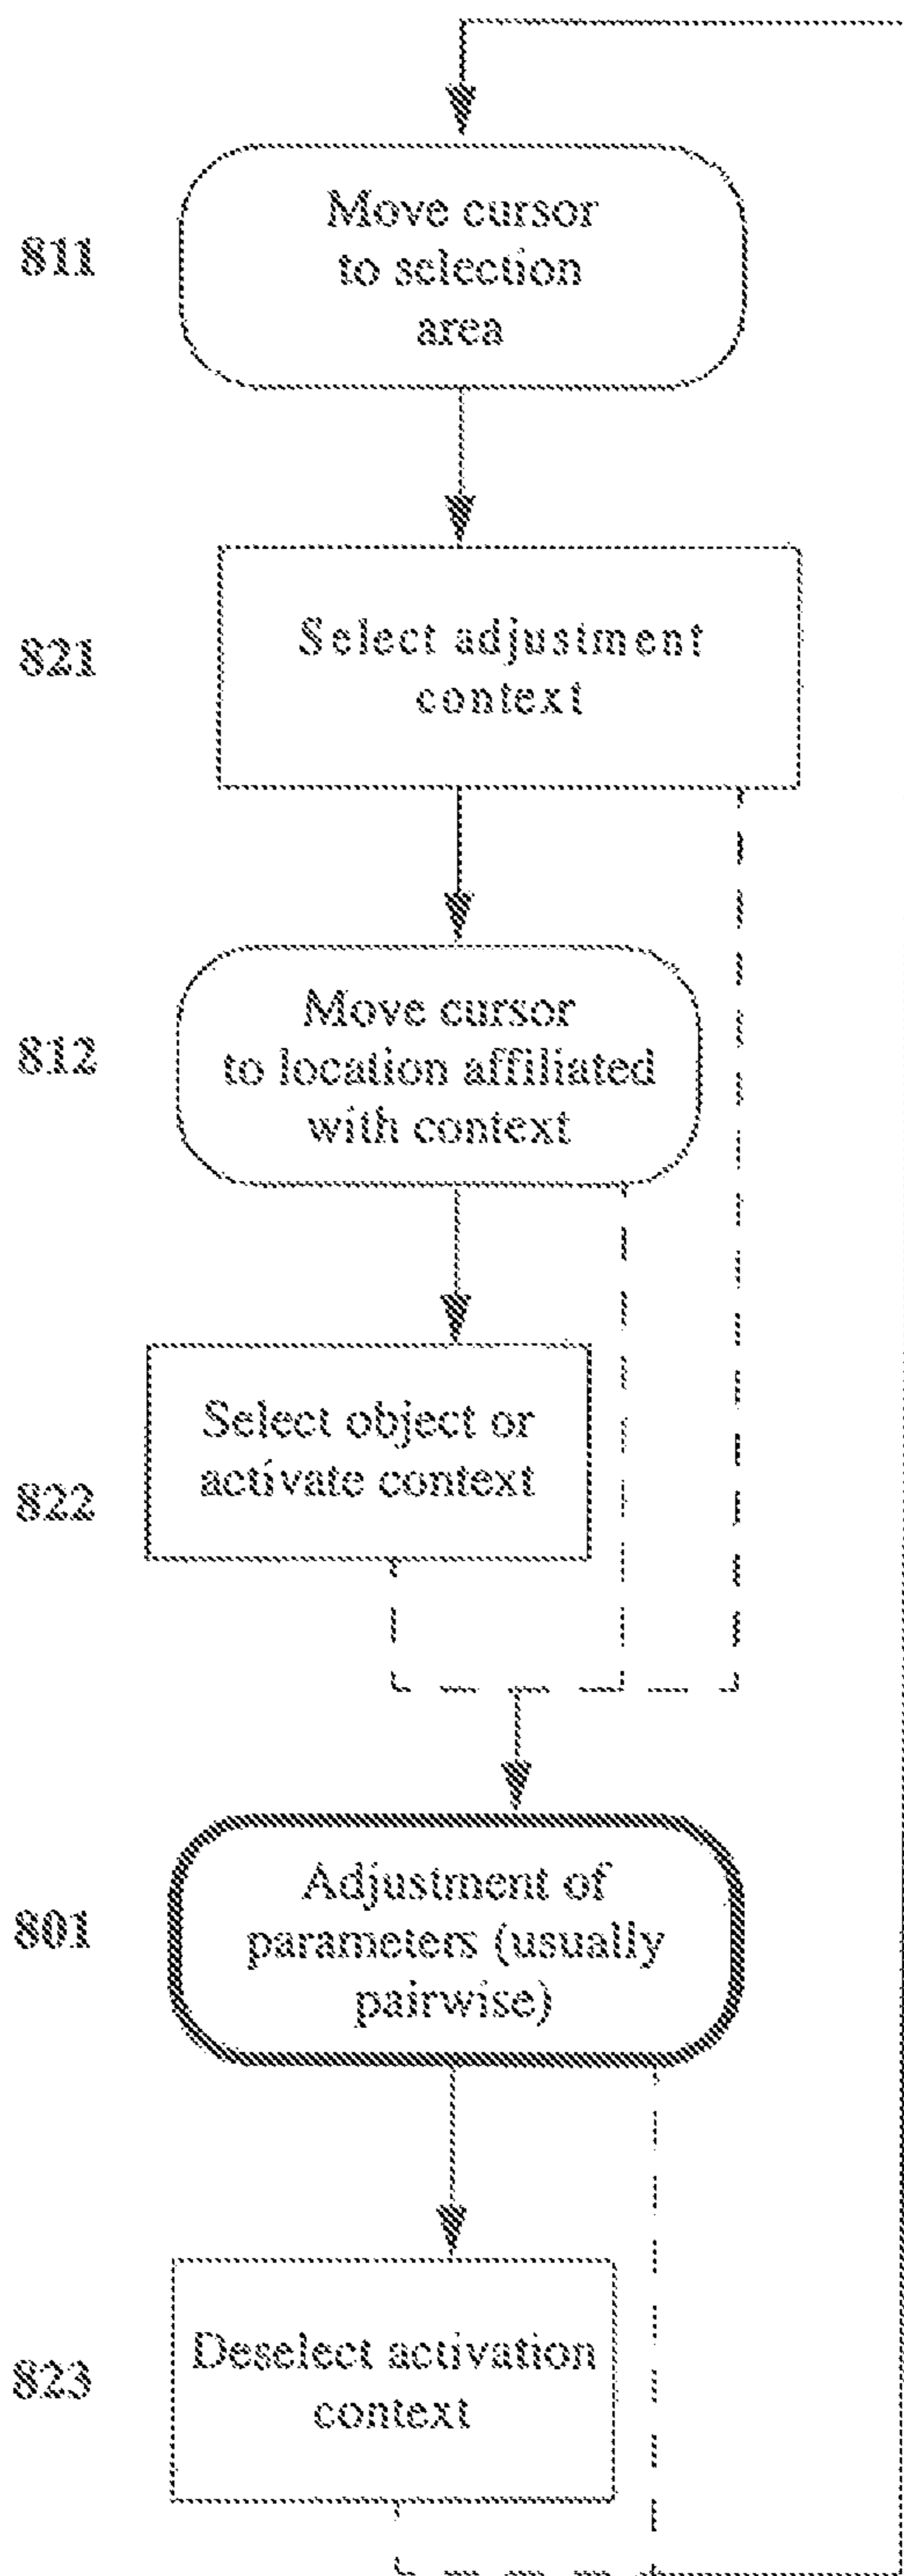 811
Move cursor
to selection
area
821
Select adjustment
context
812
Move cursor
to location affiliated
with context
822
Select object or
activate context
801
Adjustment of
parameters (usually
pairwise)
823
Deselect activation
context